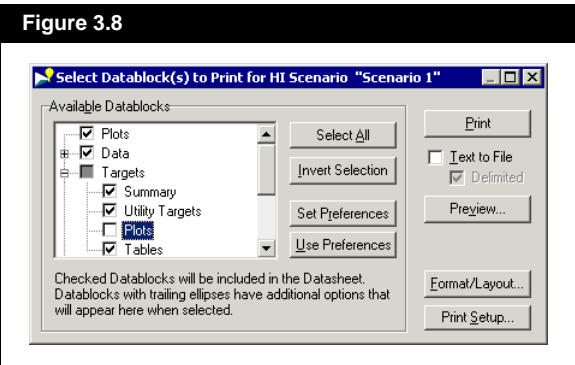 Figure 3.8
Select Datablock(s) to Print for HI Scenario "Scenario 1"
Available Datablocks
Plots
Data
Targets
Summary
Utility Targets
Plots
Tables
Select All
Invert Selection
Set Preferences
Use Preferences
Checked Datablocks will be included in the Datasheet.
Datablocks with trailing ellipses have additional options that
will appear here when selected.
Print
Text to File
Delimited
Preview...
Format/Layout...
Print Setup...